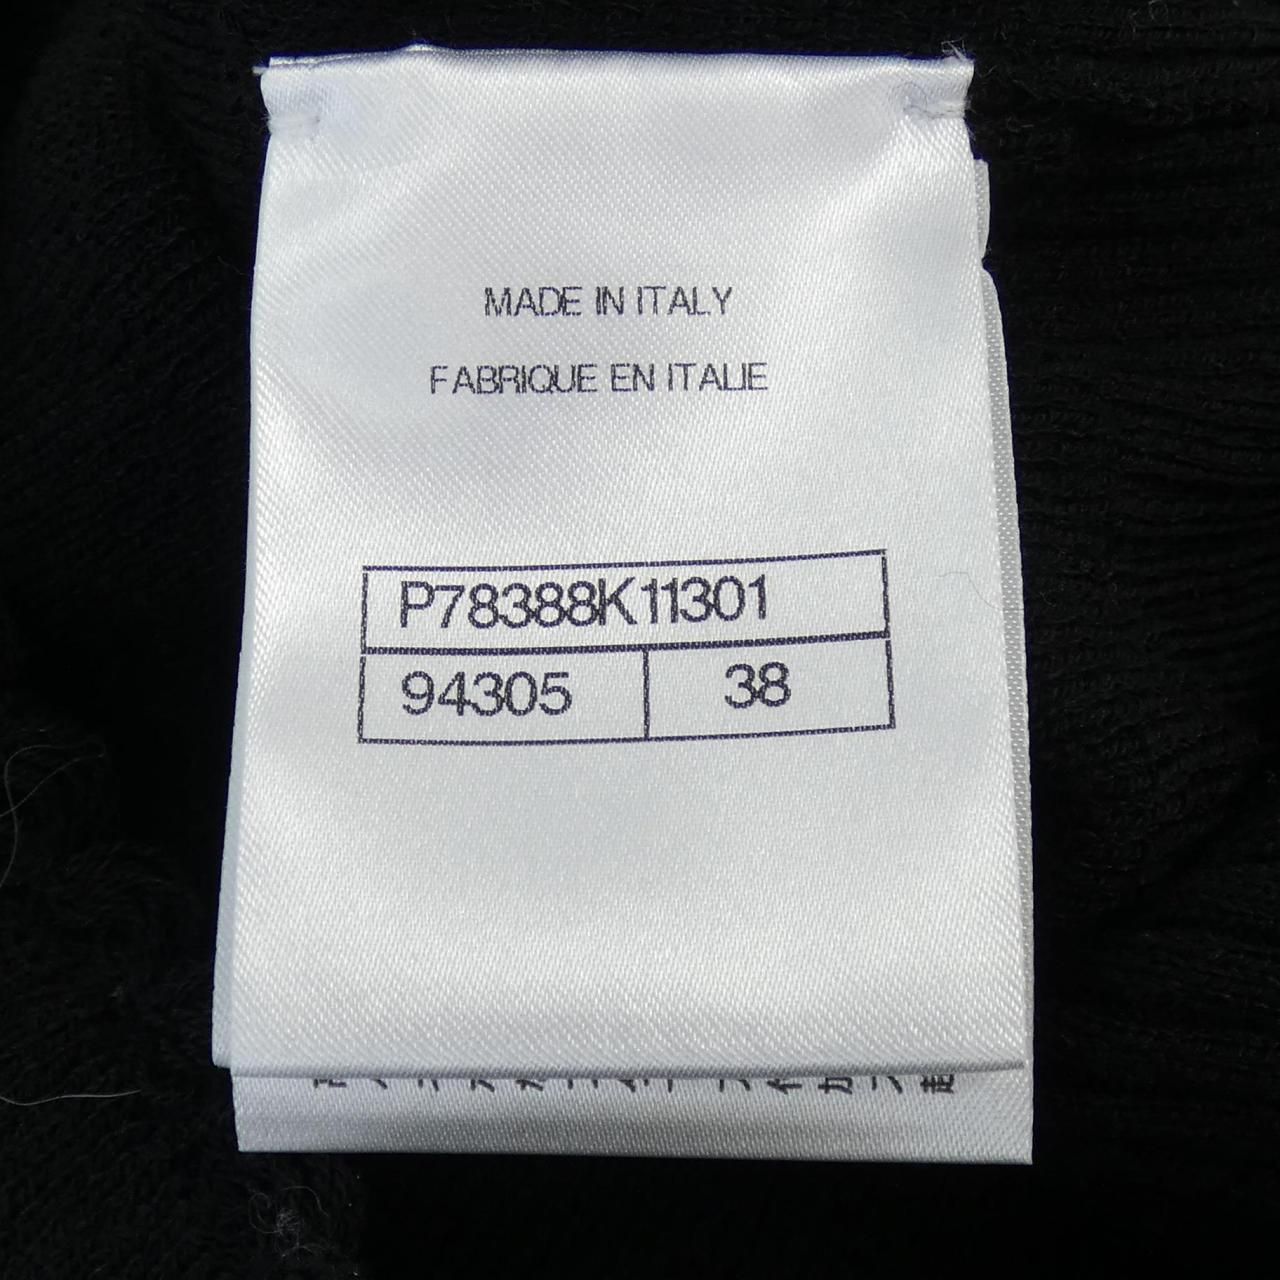 MADE IN ITALY
FABRIQUE EN ITALIE
P78388K11301
94305 38